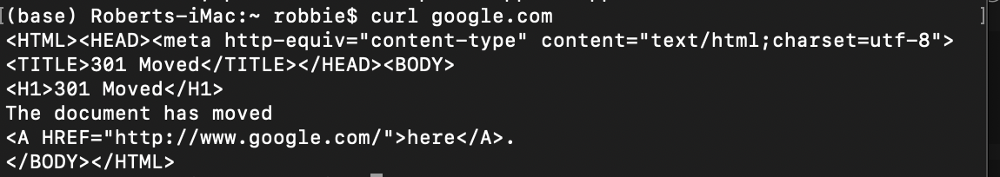 [(base) Roberts-iMac:~ robbie$ curl google.com ]
<HTML><HEAD><meta http-equiv="content-type" content="text/html;charset=utf-8">
<TITLE>301 Moved</TITLE></HEAD><BODY>
<H1>301 Moved</H1>
The document has moved
<A HREF="http://www.google.com/">here</A>.
</BODY></HTML>